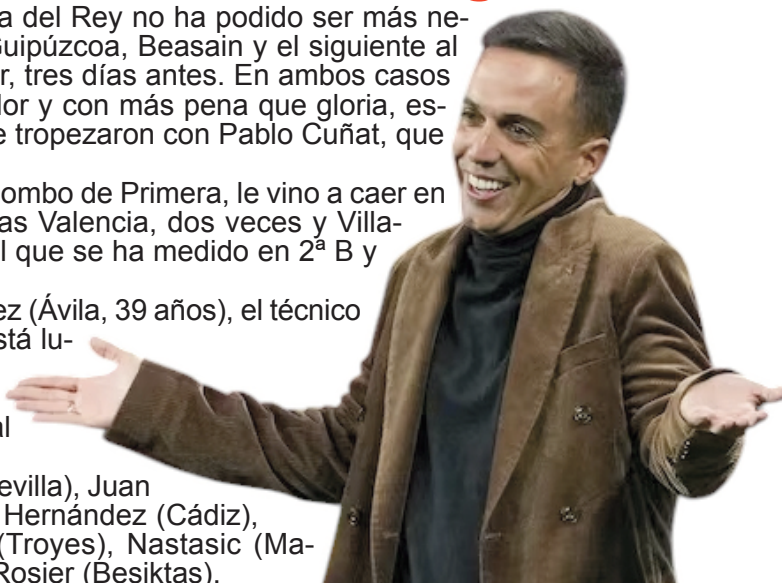 a del Rey no ha podido ser más ne-
Guipúzcoa, Beasain y el siguiente al
r, tres días antes. En ambos casos
lor y con más pena que gloria, es-
e tropezaron con Pablo Cuñat, que
ombo de Primera, le vino a caer en
as Valencia, dos veces y Villa-
l que se ha medido en 2ª B y
ez (Ávila, 39 años), el técnico
stá lu-
al
evilla), Juan
Hernández (Cádiz),
(Troyes), Nastasic (Ma-
Rosier (Besiktas),